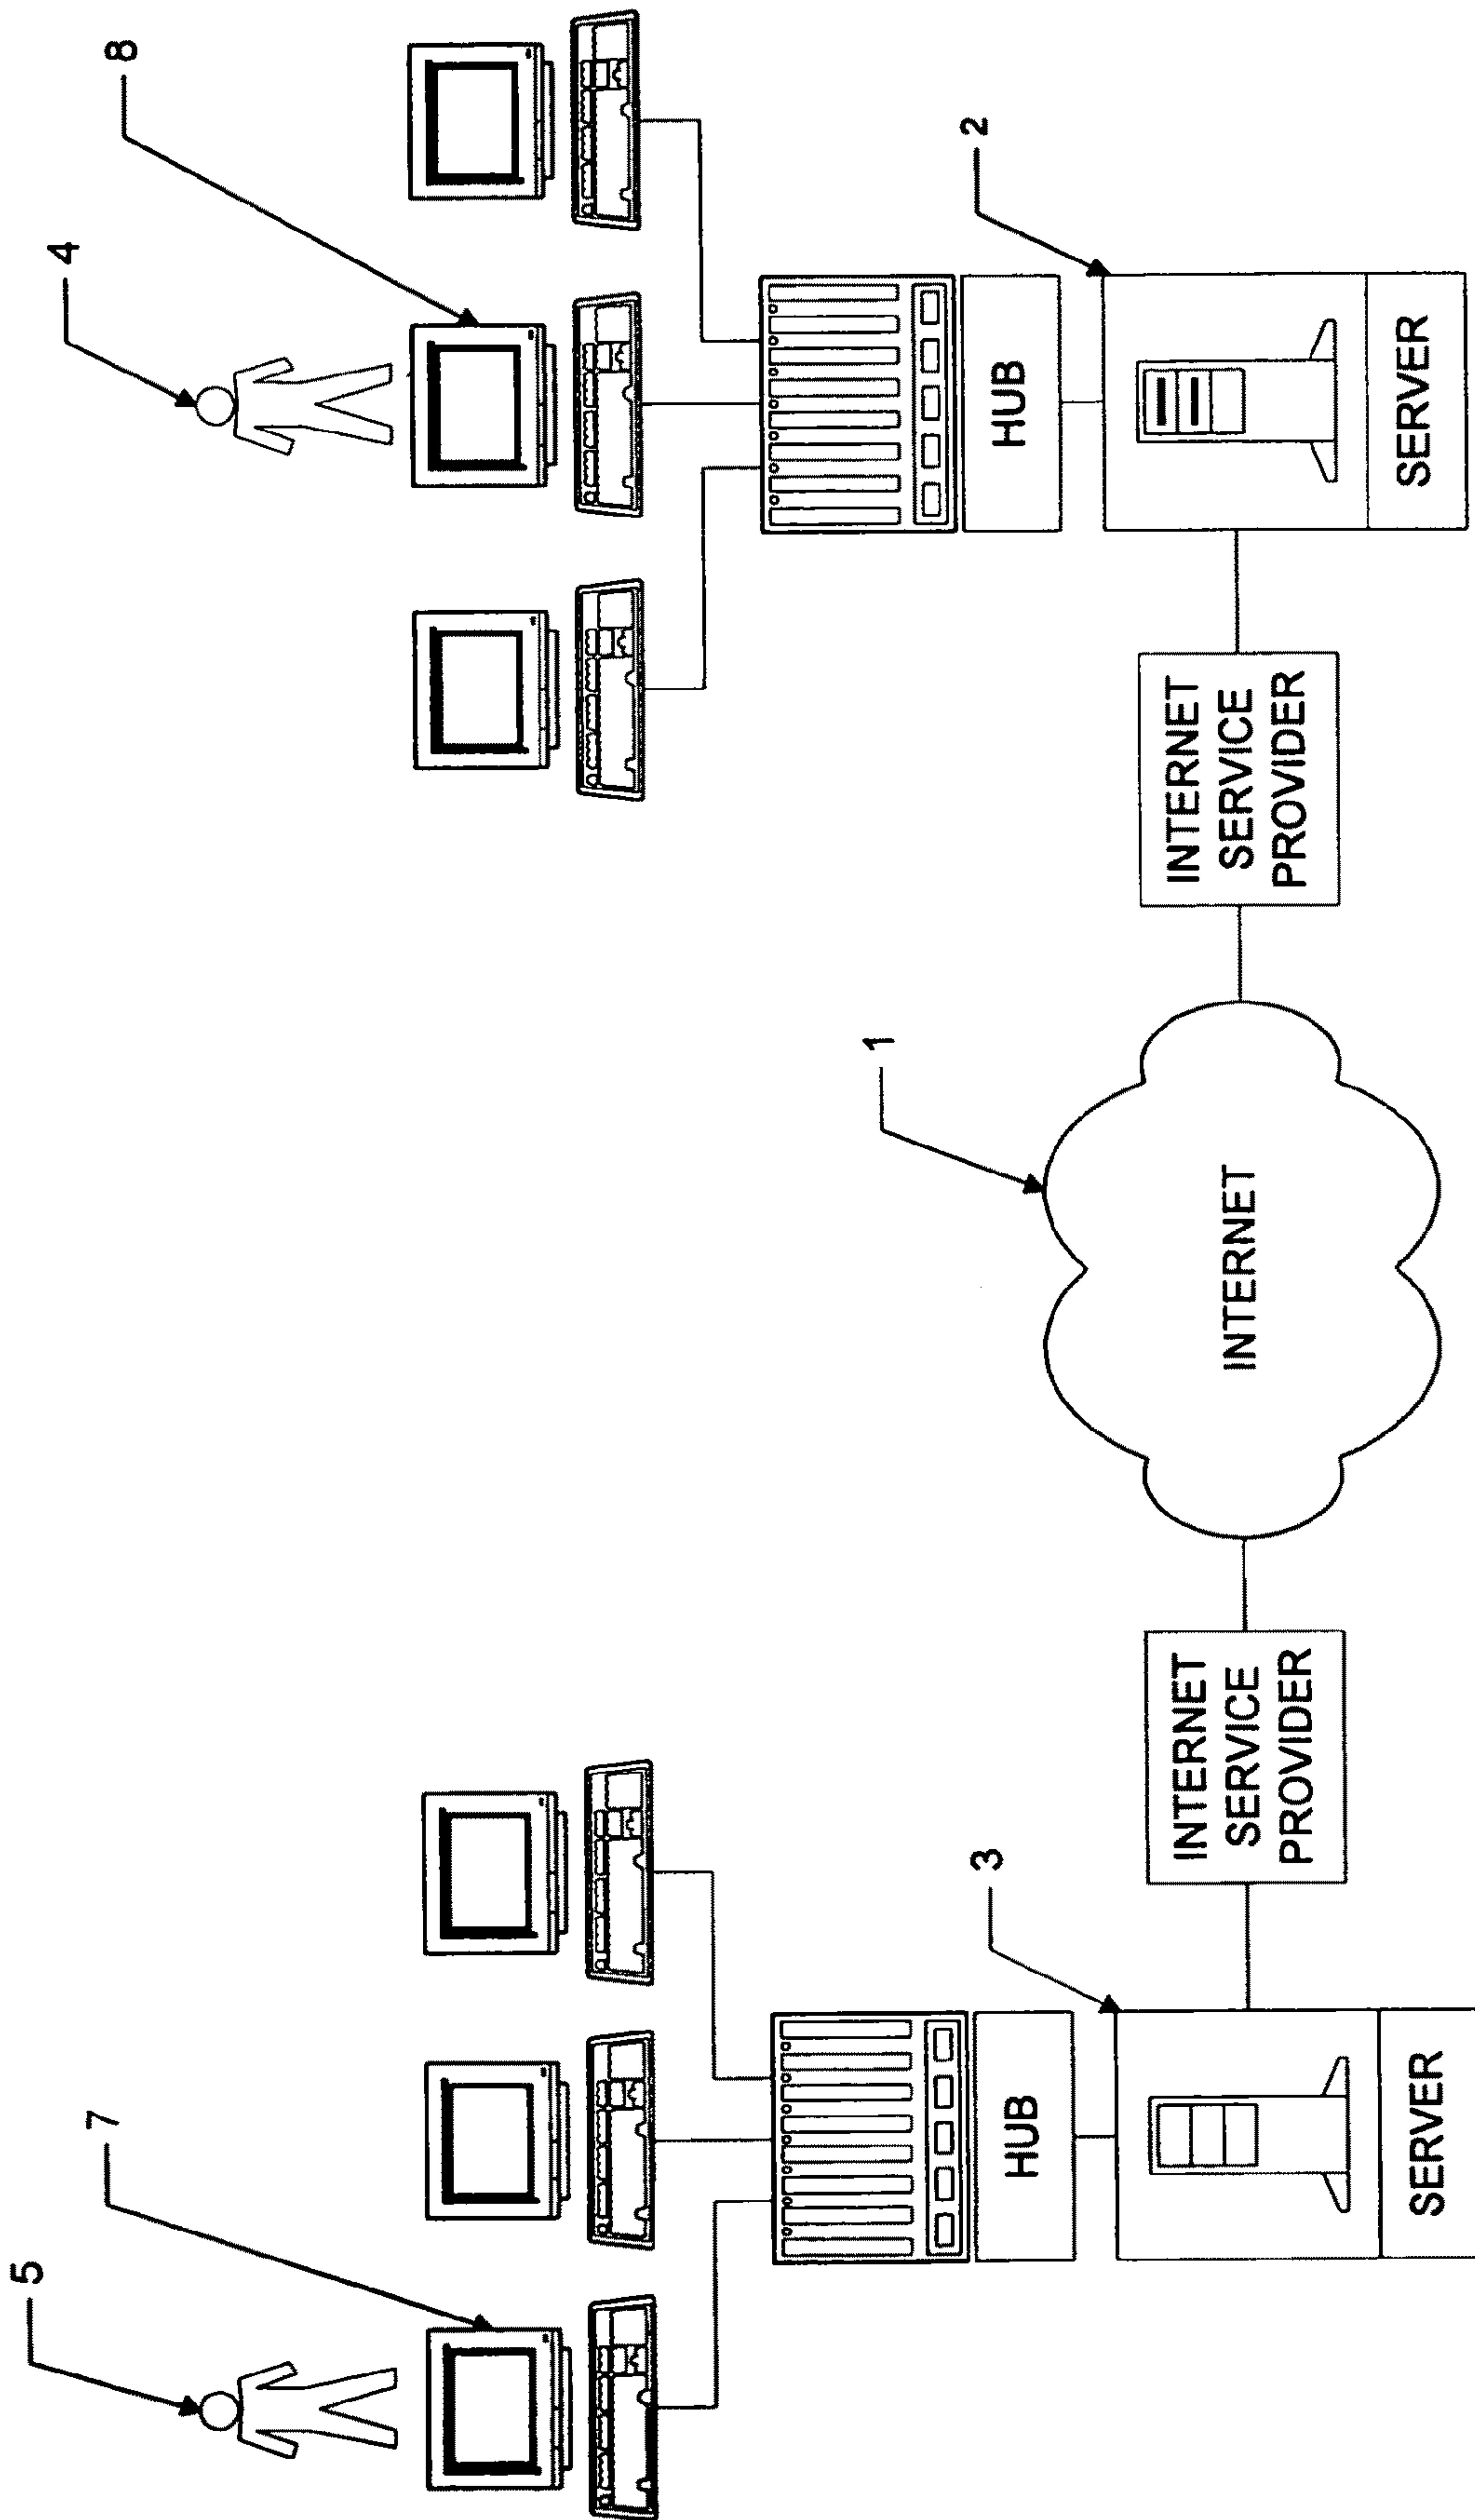 5
7
4
8
3
1
2
HUB
SERVER
INTERNET
SERVICE
PROVIDER
INTERNET
INTERNET
SERVICE
PROVIDER
HUB
SERVER